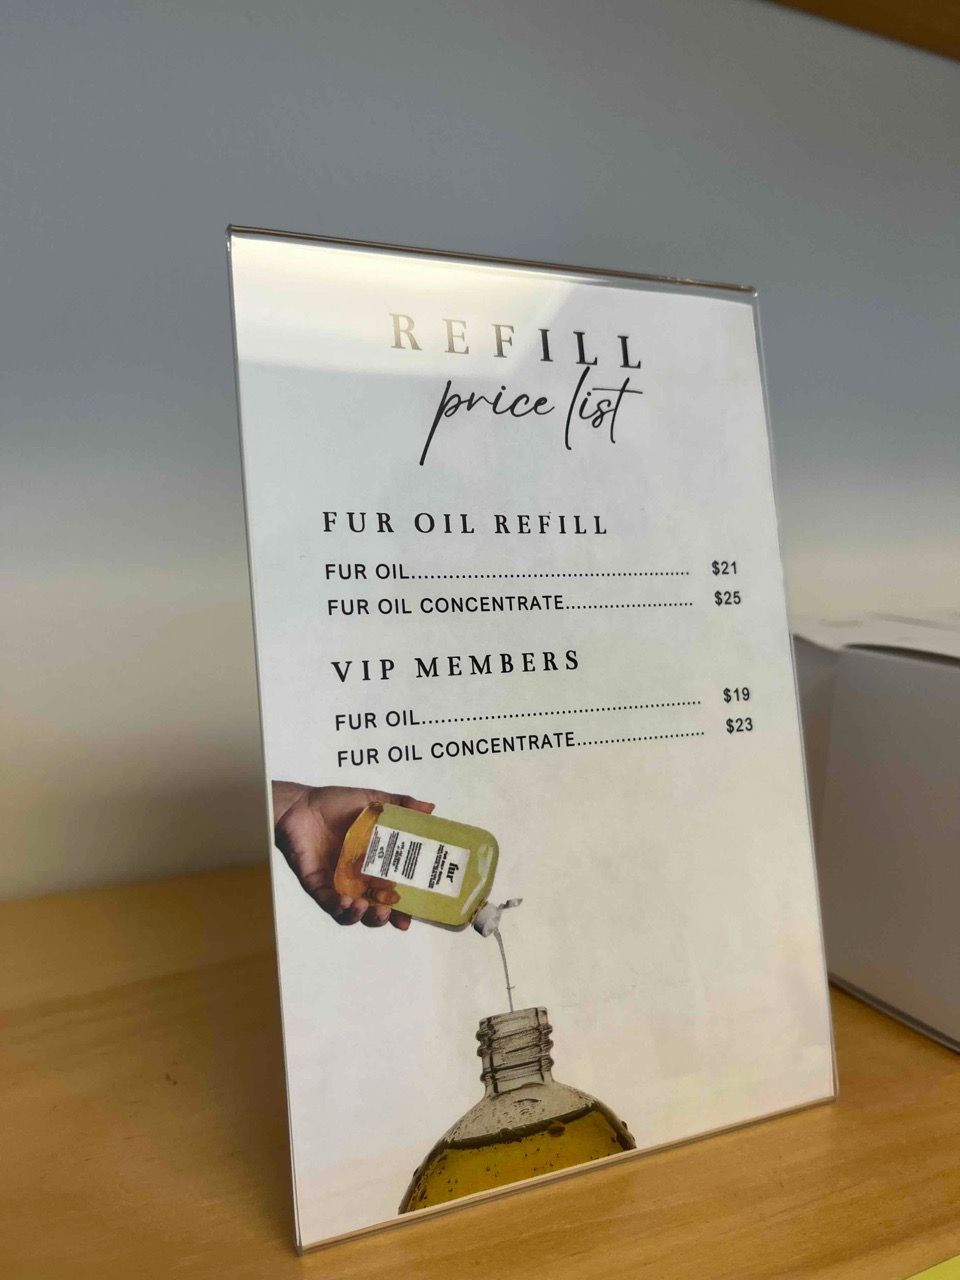 REFILL
price list
FUR OIL REFILL
FUR OIL................................................ $21
FUR OIL CONCENTRATE........................ $25
VIP MEMBERS
FUR OIL................................................ $19
FUR OIL CONCENTRATE........................ $23
fur